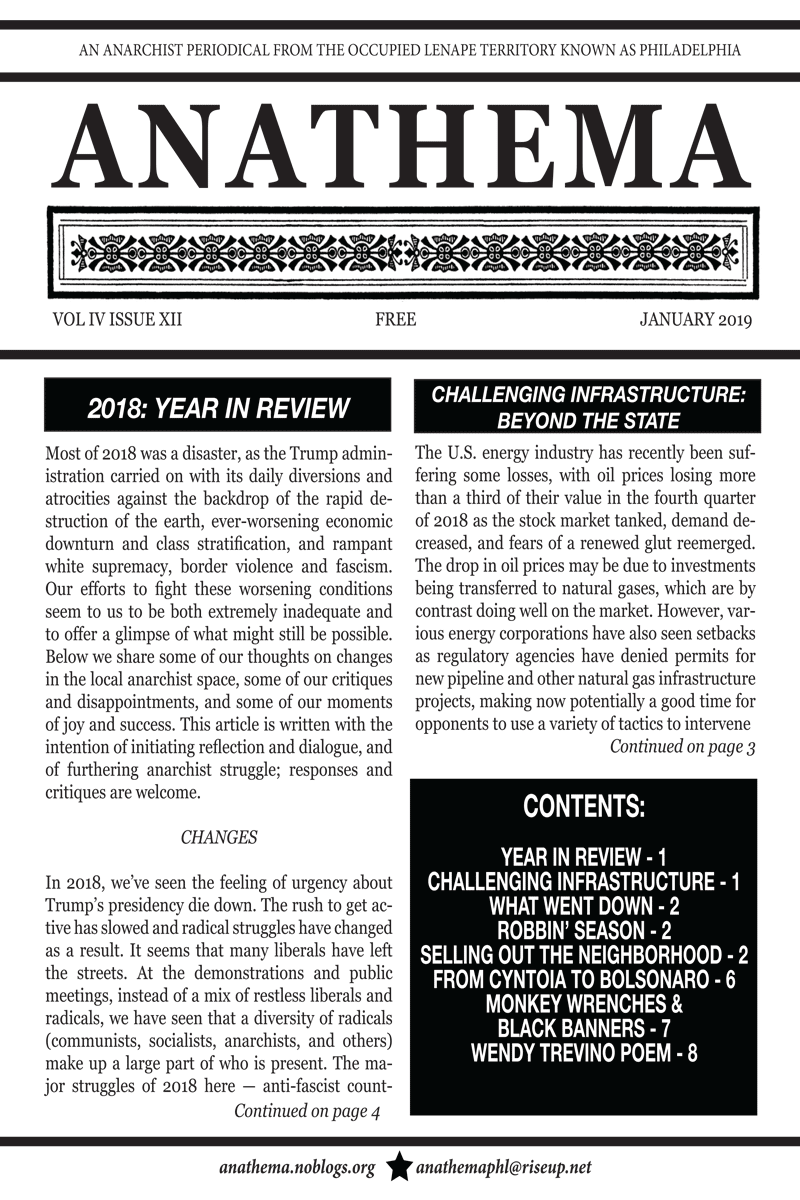 AN ANARCHIST PERIODICAL FROM THE OCCUPIED LENAPE TERRITORY KNOWN AS PHILADELPHIA
ANATHEMA
VOL IV ISSUE XII
FREE
JANUARY 2019
2018: YEAR IN REVIEW
Most of 2018 was a disaster, as the Trump admin-
istration carried on with its daily diversions and
atrocities against the backdrop of the rapid de-
struction of the earth, ever-worsening economic
downturn and class stratification, and rampant
white supremacy, border violence and fascism.
Our efforts to fight these worsening conditions
seem to us to be both extremely inadequate and
to offer a glimpse of what might still be possible.
Below we share some of our thoughts on changes
in the local anarchist space, some of our critiques
and disappointments, and some of our moments
of joy and success. This article is written with the
intention of initiating reflection and dialogue, and
of furthering anarchist struggle; responses and
critiques are welcome.
CHANGES
In 2018, we've seen the feeling of urgency about
Trump's presidency die down. The rush to get ac-
tive has slowed and radical struggles have changed
as a result. It seems that many liberals have left
the streets. At the demonstrations and public
meetings, instead of a mix of restless liberals and
radicals, we have seen that a diversity of radicals
(communists, socialists, anarchists, and others)
make up a large part of who is present. The ma-
jor struggles of 2018 here — anti-fascist count-
Continued on page 4
CHALLENGING INFRASTRUCTURE:
BEYOND THE STATE
The U.S. energy industry has recently been suf-
fering some losses, with oil prices losing more
than a third of their value in the fourth quarter
of 2018 as the stock market tanked, demand de-
creased, and fears of a renewed glut reemerged.
The drop in oil prices may be due to investments
being transferred to natural gases, which are by
contrast doing well on the market. However, var-
ious energy corporations have also seen setbacks
as regulatory agencies have denied permits for
new pipeline and other natural gas infrastructure
projects, making now potentially a good time for
opponents to use a variety of tactics to intervene
Continued on page 3
CONTENTS:
YEAR IN REVIEW - 1
CHALLENGING INFRASTRUCTURE - 1
WHAT WENT DOWN - 2
ROBBIN' SEASON - 2
SELLING OUT THE NEIGHBORHOOD - 2
FROM CYNTOIA TO BOLSONARO - 6
MONKEY WRENCHES &
BLACK BANNERS - 7
WENDY TREVINO POEM - 8
anathema.noblogs.org ★ anathemaphl@riseup.net